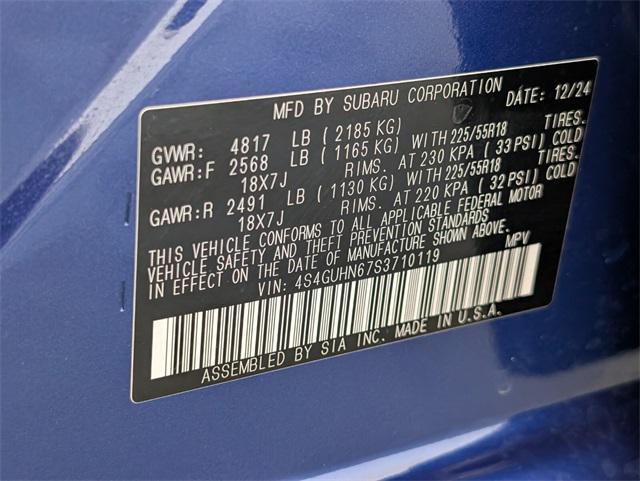 MFD BY SUBARU CORPORATION DATE: 12/24
GVWR: 4817 LB (2185 KG)
GAWR:F 2568 LB (1165 KG) WITH 225/55R18 TIRES.
18X7J RIMS. AT 230 KPA (33 PSI) COLD
GAWR:R 2491 LB (1130 KG) WITH 225/55R18 TIRES.
18X7J RIMS. AT 220 KPA (32 PSI) COLD
THIS VEHICLE CONFORMS TO ALL APPLICABLE FEDERAL MOTOR
VEHICLE SAFETY AND THEFT PREVENTION STANDARDS
IN EFFECT ON THE DATE OF MANUFACTURE SHOWN ABOVE.
VIN: 4S4GUHN67S3710119 MPV
ASSEMBLED BY SIA INC. MADE IN U.S.A.